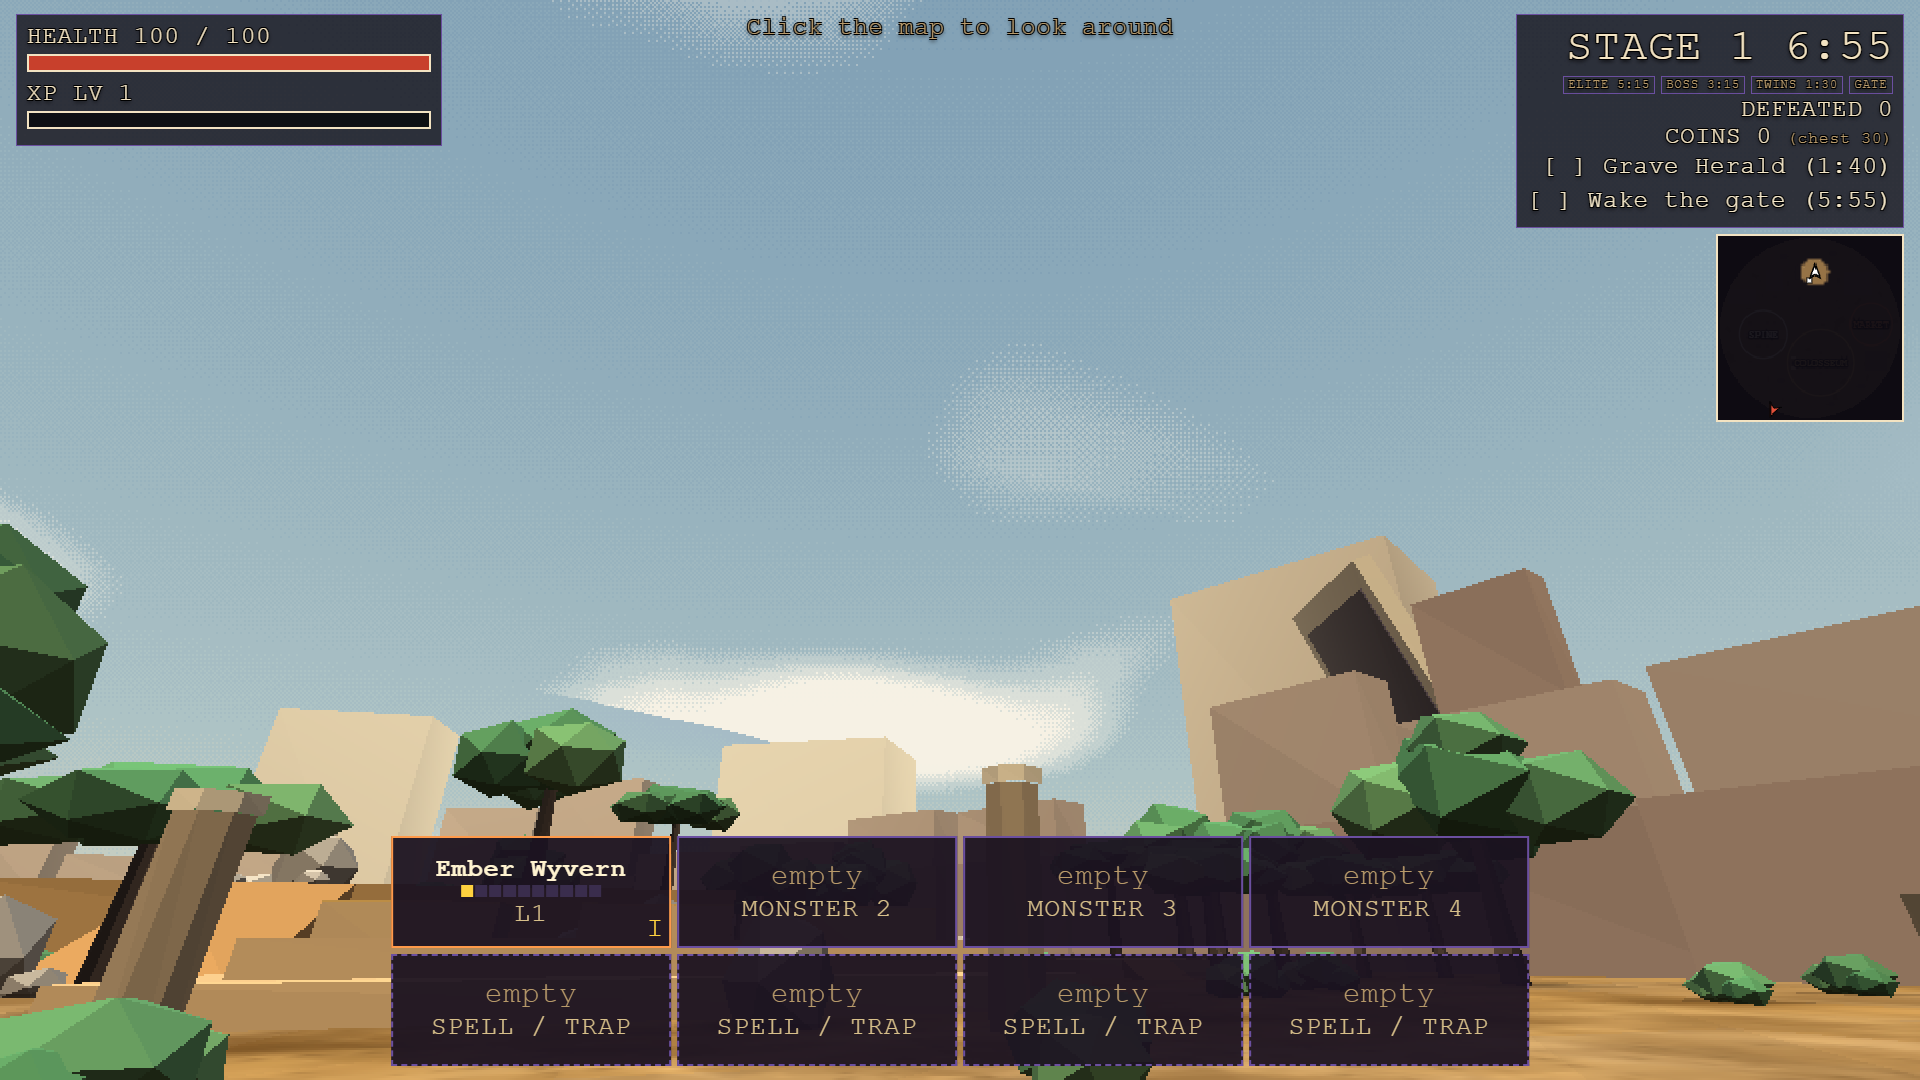 HEALTH 100 / 100
XP LV 1
Click the map to look around
STAGE 1 6:55
ELITE 5:15 BOSS 3:15 TWINS 1:30 GATE
DEFEATED 0
COINS 0 (chest 30)
[ ] Grave Herald (1:40)
[ ] Wake the gate (5:55)
Ember Wyvern
L1
I
empty
MONSTER 2
empty
MONSTER 3
empty
MONSTER 4
empty
SPELL / TRAP
empty
SPELL / TRAP
empty
SPELL / TRAP
empty
SPELL / TRAP